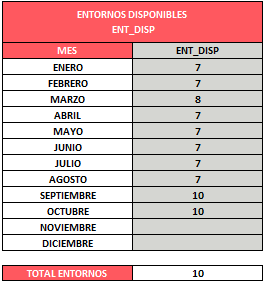 ENTORNOS DISPONIBLES
ENT_DISP
MES ENT_DISP
ENERO 7
FEBRERO 7
MARZO 8
ABRIL 7
MAYO 7
JUNIO 7
JULIO 7
AGOSTO 7
SEPTIEMBRE 10
OCTUBRE 10
NOVIEMBRE
DICIEMBRE
TOTAL ENTORNOS 10